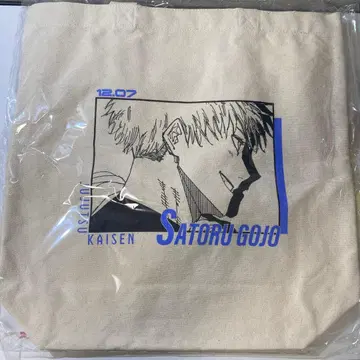 12.07
JUJUTSU
KAISEN
SATORU GOJO